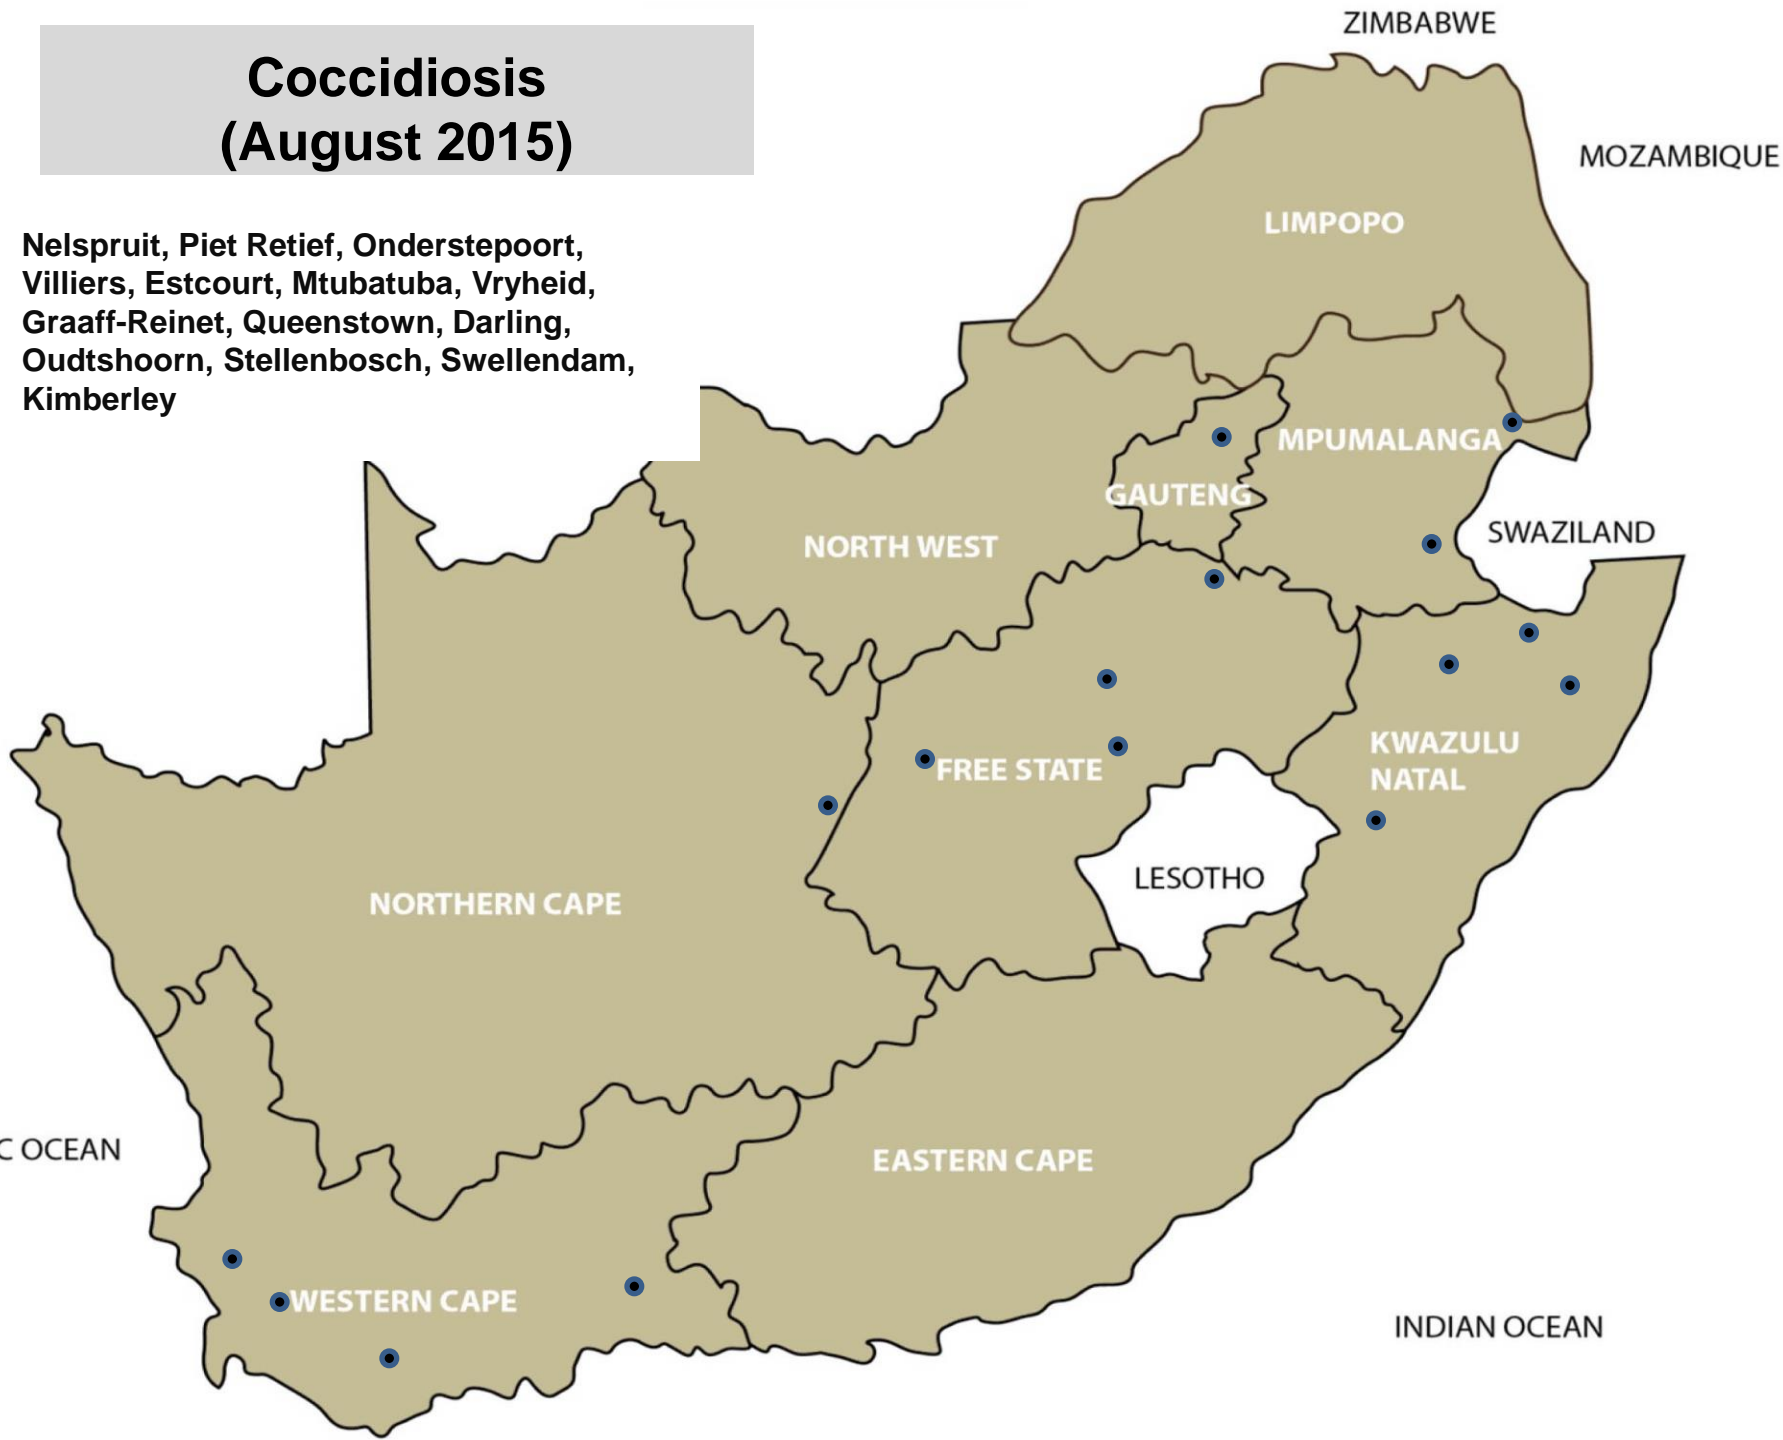 Coccidiosis
(August 2015)
Nelspruit, Piet Retief, Onderstepoort,
Villiers, Estcourt, Mtubatuba, Vryheid,
Graaff-Reinet, Queenstown, Darling,
Oudtshoorn, Stellenbosch, Swellendam,
Kimberley
ZIMBABWE
MOZAMBIQUE
LIMPOPO
MPUMALANGA
GAUTENG
SWAZILAND
NORTH WEST
KWAZULU
NATAL
FREE STATE
LESOTHO
NORTHERN CAPE
C OCEAN
EASTERN CAPE
WESTERN CAPE
INDIAN OCEAN